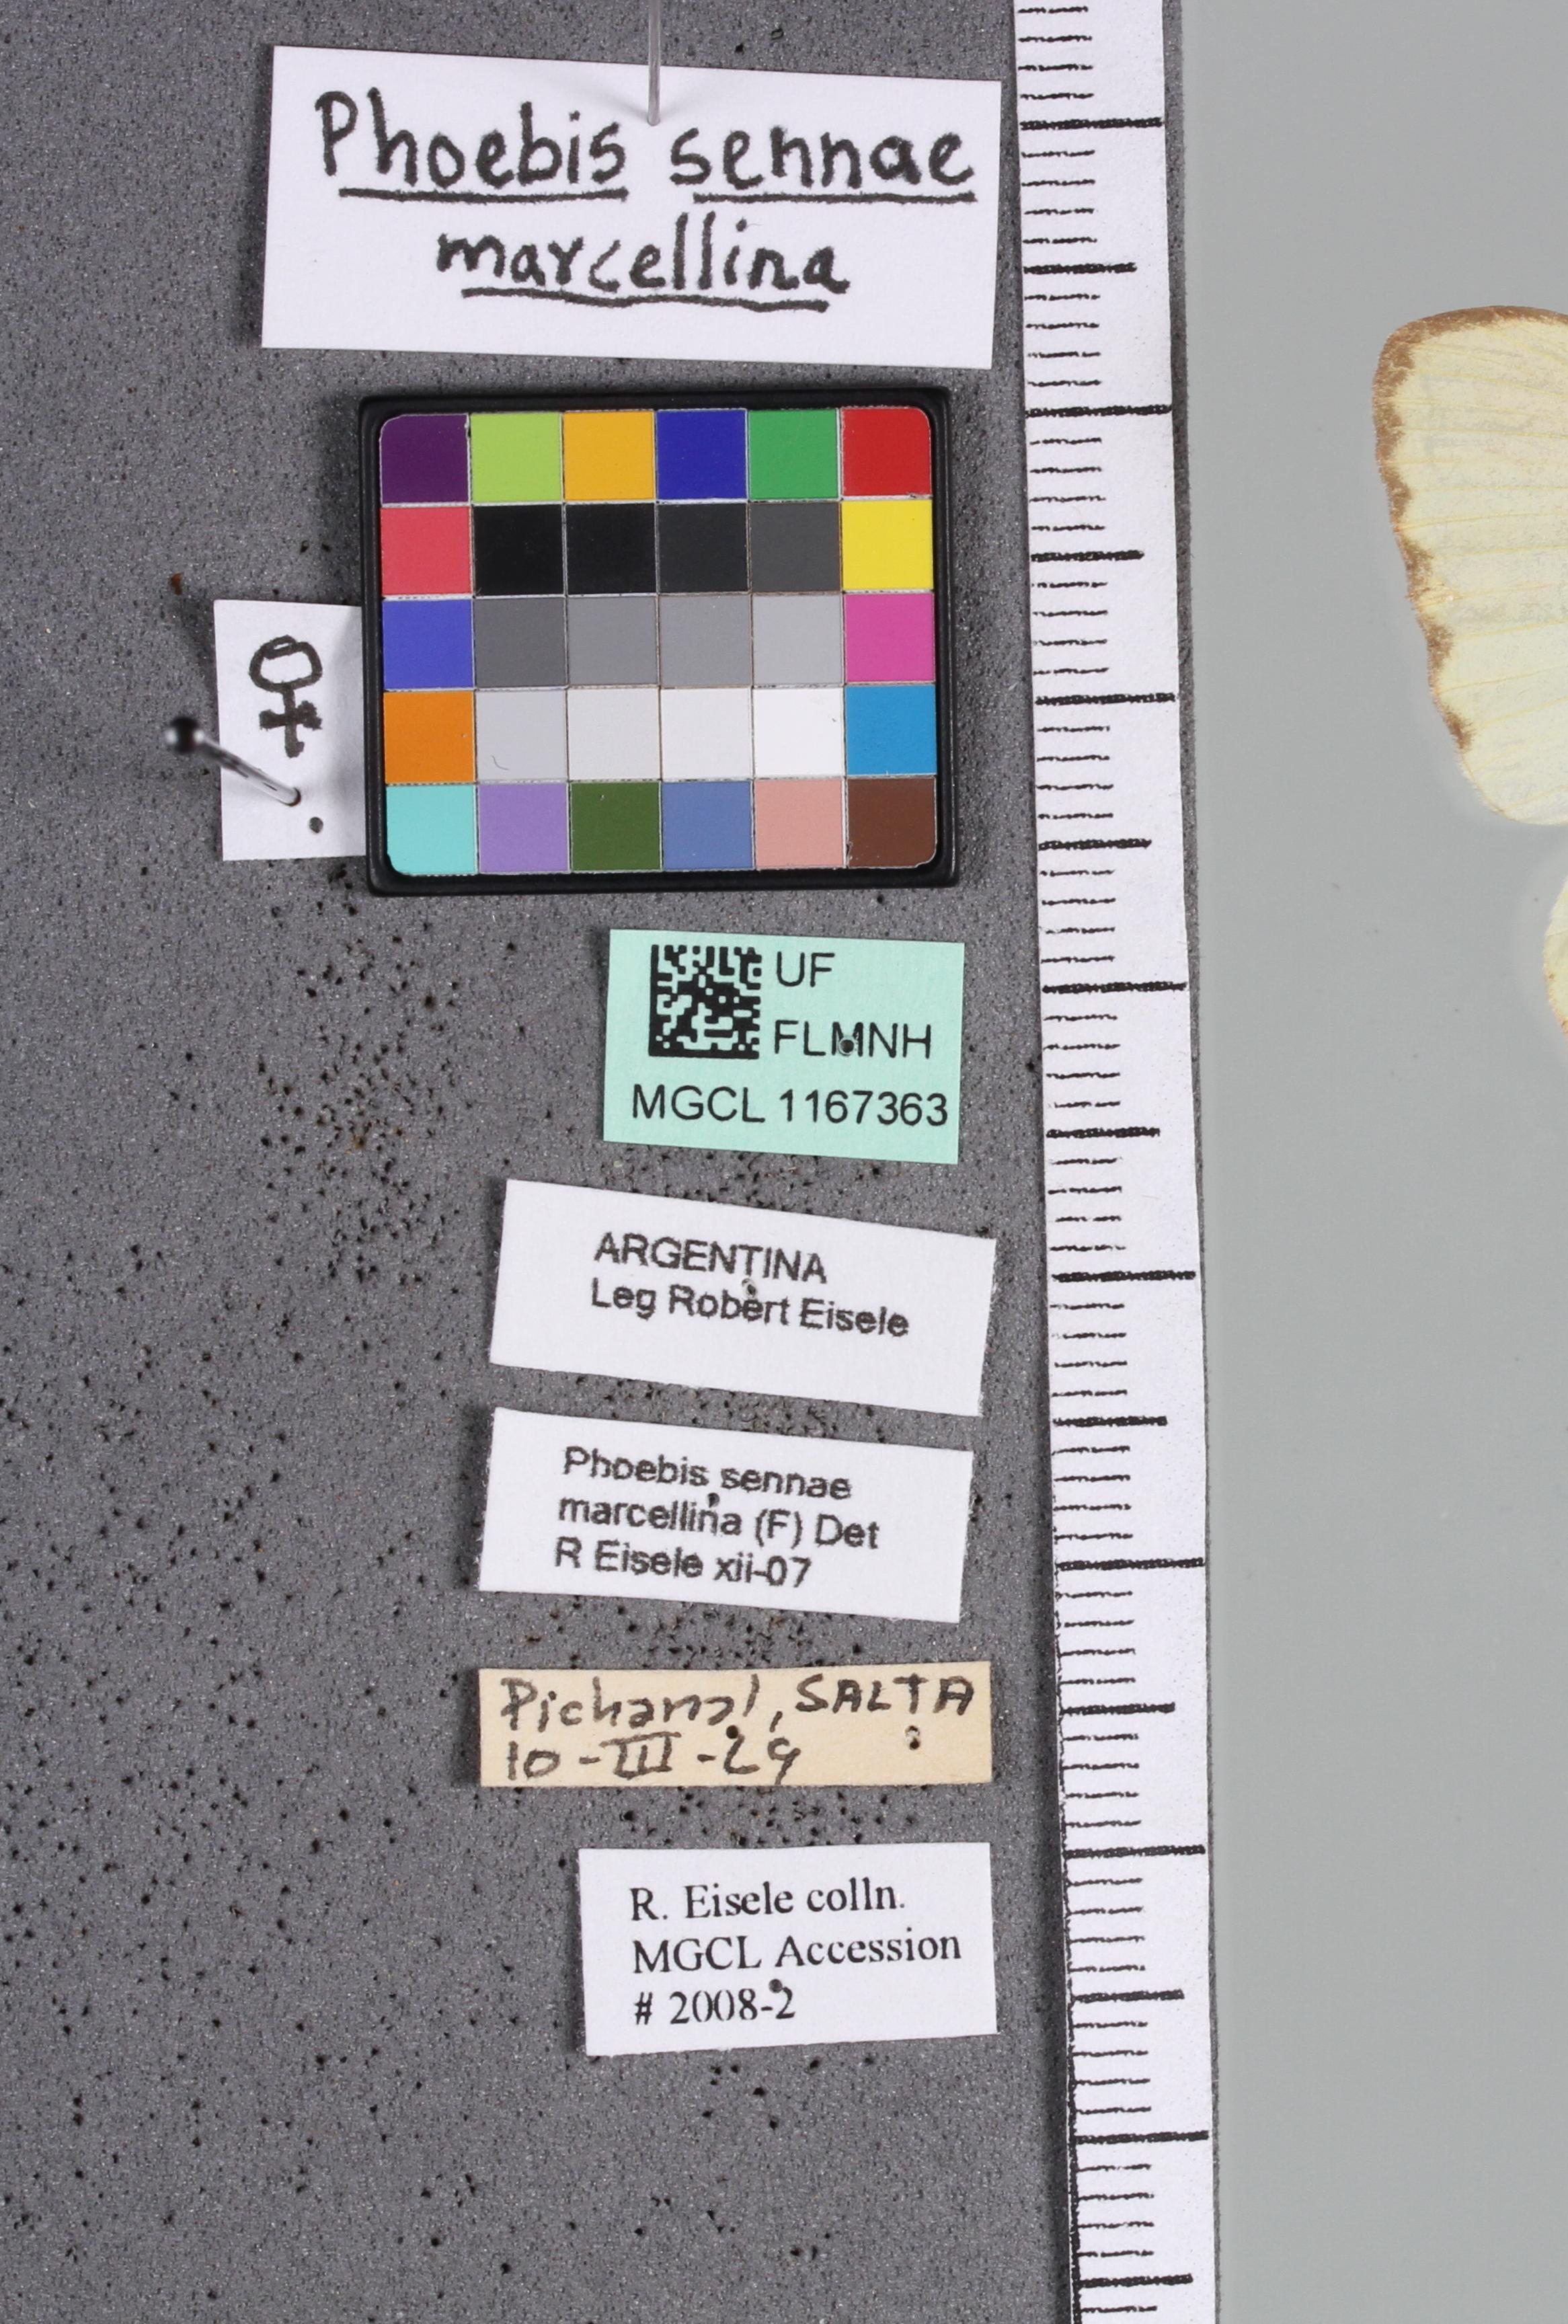 Phoebis sennae
marcellina
♀
UF
FLMNH
MGCL 1167363
ARGENTINA
Leg Robert Eisele
Phoebis sennae
marcellina (F) Det
R Eisele xii-07
Pichanal, SALTA
10-III-29
R. Eisele colln.
MGCL Accession
# 2008-2